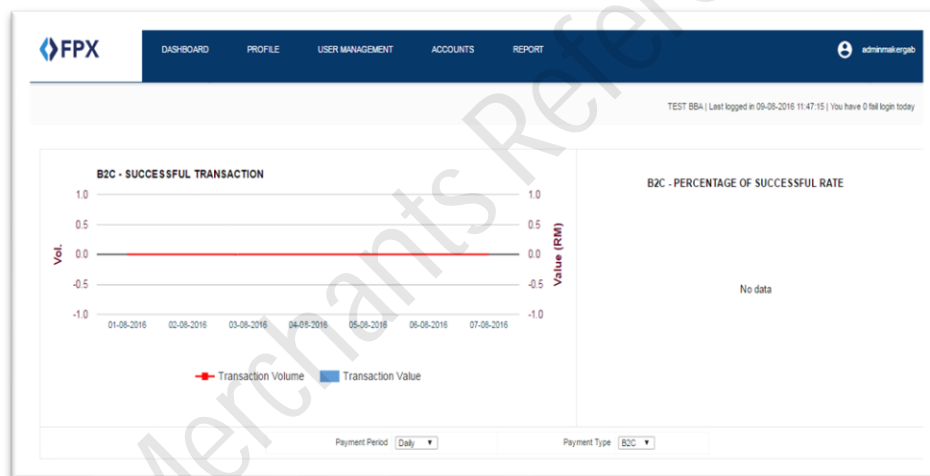 FPX
DASHBOARD PROFILE USER MANAGEMENT ACCOUNTS REPORT adminmakergab
TEST BBA | Last logged in 09-08-2016 11:47:15 | You have 0 fail login today
B2C - SUCCESSFUL TRANSACTION
1.0 1.0
0.5 0.5
0.0 0.0
-0.5 -0.5
-1.0 -1.0
Vol.
Value (RM)
01-08-2016 02-08-2016 03-08-2016 04-08-2016 05-08-2016 06-08-2016 07-08-2016
Transaction Volume Transaction Value
B2C - PERCENTAGE OF SUCCESSFUL RATE
No data
Payment Period Daily Payment Type B2C
Merchants Refer